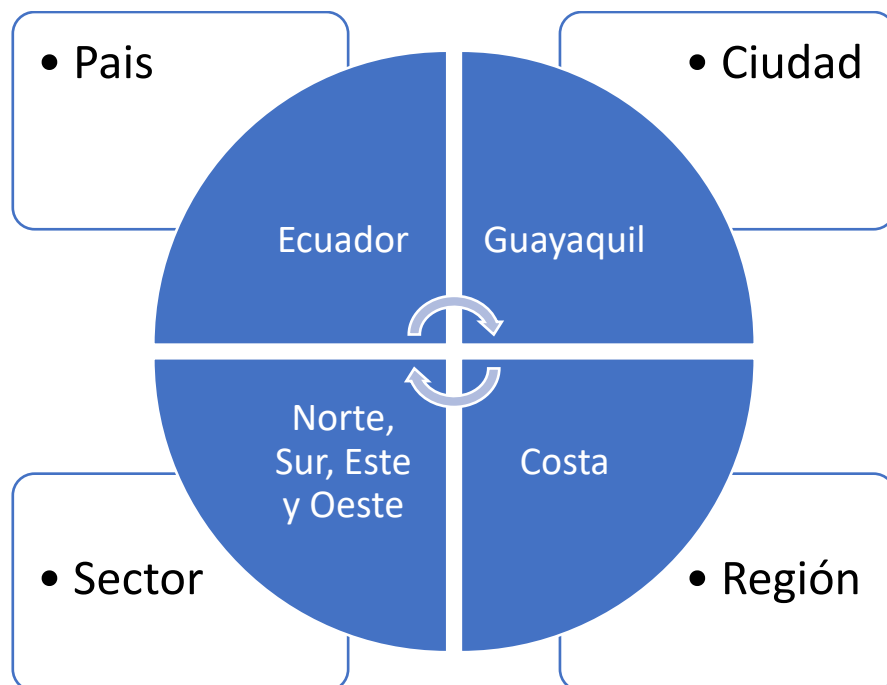 • Pais
• Ciudad
Ecuador
Guayaquil
Norte,
Sur, Este
y Oeste
Costa
• Sector
• Región